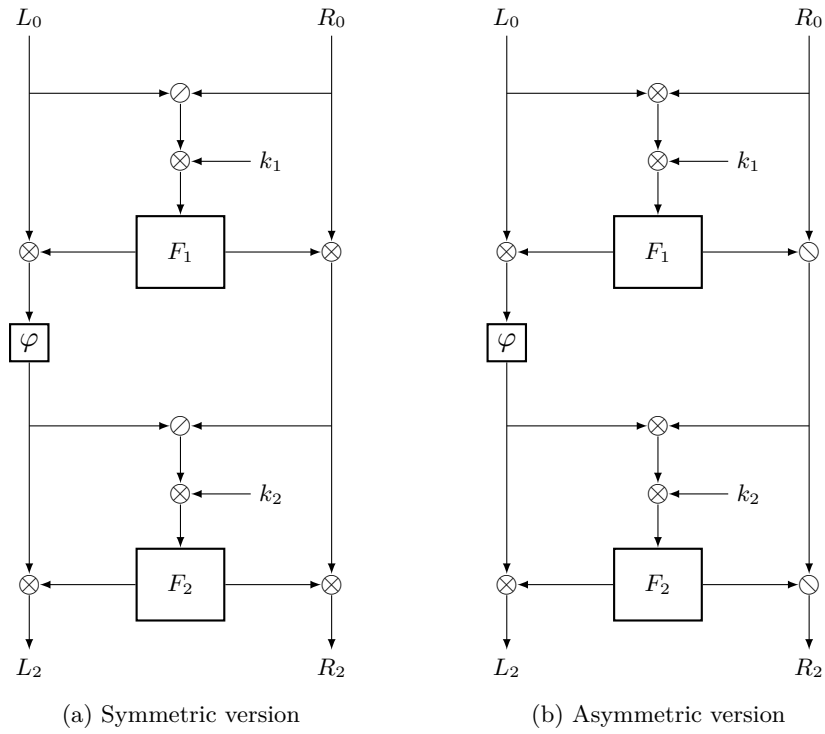 L₀ R₀ L₀ R₀
k₁ k₁
F₁ F₁
φ φ
k₂ k₂
F₂ F₂
L₂ R₂ L₂ R₂
(a) Symmetric version (b) Asymmetric version